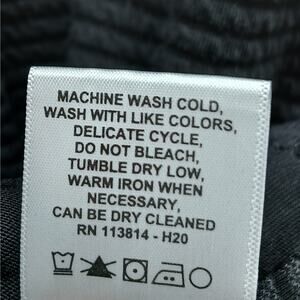 MACHINE WASH COLD,
WASH WITH LIKE COLORS,
DELICATE CYCLE,
DO NOT BLEACH,
TUMBLE DRY LOW,
WARM IRON WHEN
NECESSARY,
CAN BE DRY CLEANED
RN 113814 - H20